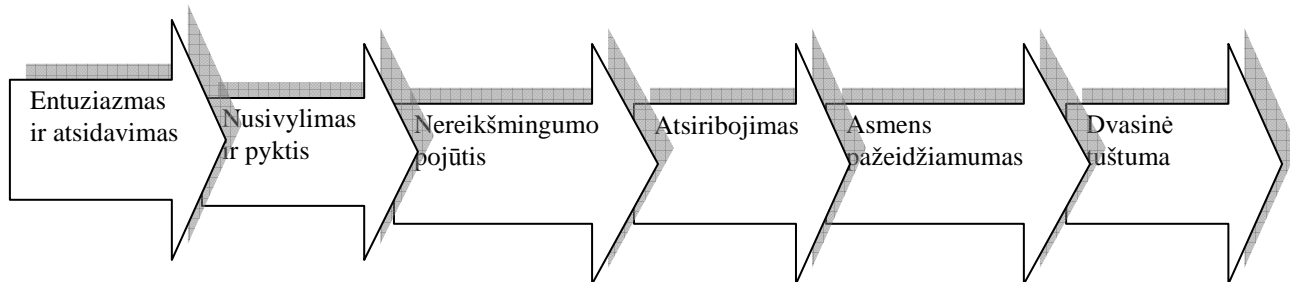 Entuziazmas
ir atsidavimas
Nusivylimas
ir pyktis
Nereikšmingumo
pojūtis
Atsiribojimas
Asmens
pažeidžiamumas
Dvasinė
tuštuma